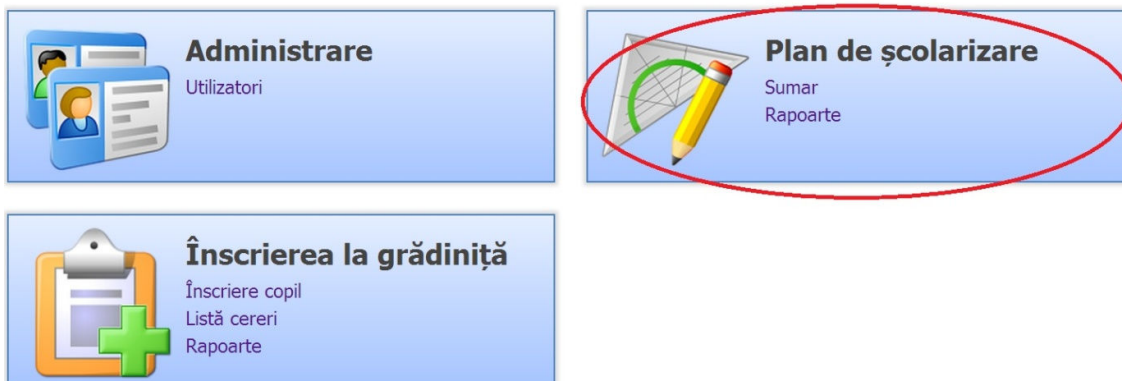 Administrare
Utilizatori
Plan de școlarizare
Sumar
Rapoarte
Înscrierea la grădiniță
Înscriere copil
Listă cereri
Rapoarte